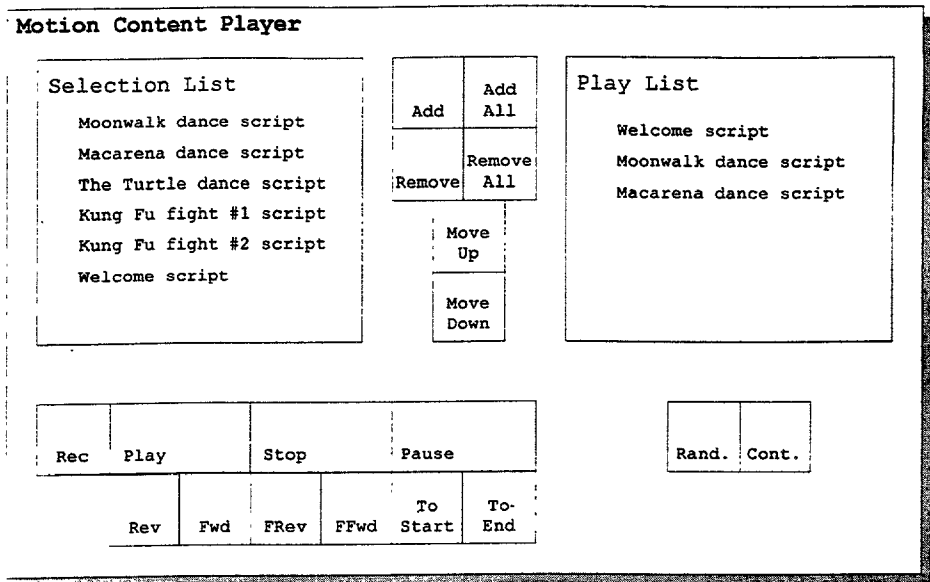 Motion Content Player
Selection List
Moonwalk dance script
Macarena dance script
The Turtle dance script
Kung Fu fight #1 script
Kung Fu fight #2 script
Welcome script
Add
Add
All
Remove
Remove
All
Move
Up
Move
Down
Play List
Welcome script
Moonwalk dance script
Macarena dance script
Rec
Play
Stop
Pause
Rev
Fwd
FRev
FFwd
To
Start
To-
End
Rand.
Cont.